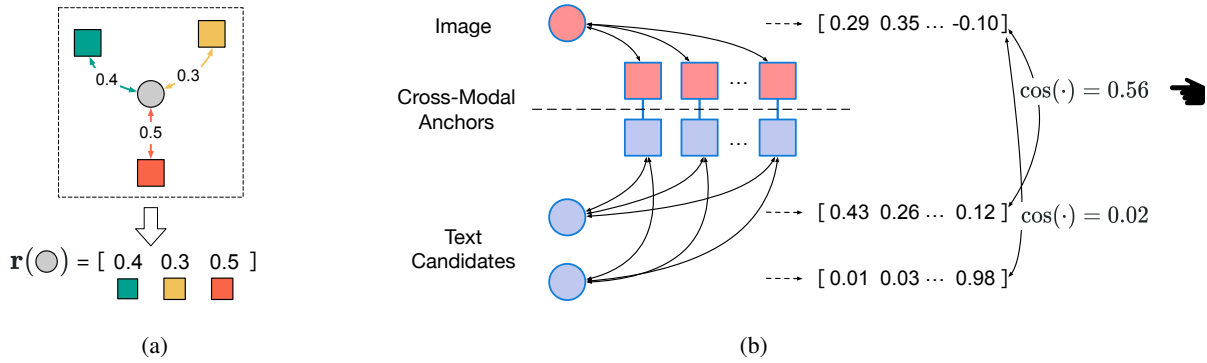 0.4
0.3
0.5
r( ) = [ 0.4 0.3 0.5 ]
(a)
Image
[ 0.29 0.35 ... -0.10]
cos(·) = 0.56
Cross-Modal
Anchors
...
...
[ 0.43 0.26 ... 0.12]
cos(·) = 0.02
Text
Candidates
[ 0.01 0.03 ... 0.98]
(b)